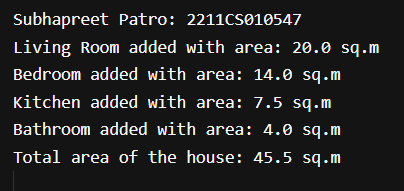 Subhapreet Patro: 2211CS010547
Living Room added with area: 20.0 sq.m
Bedroom added with area: 14.0 sq.m
Kitchen added with area: 7.5 sq.m
Bathroom added with area: 4.0 sq.m
Total area of the house: 45.5 sq.m